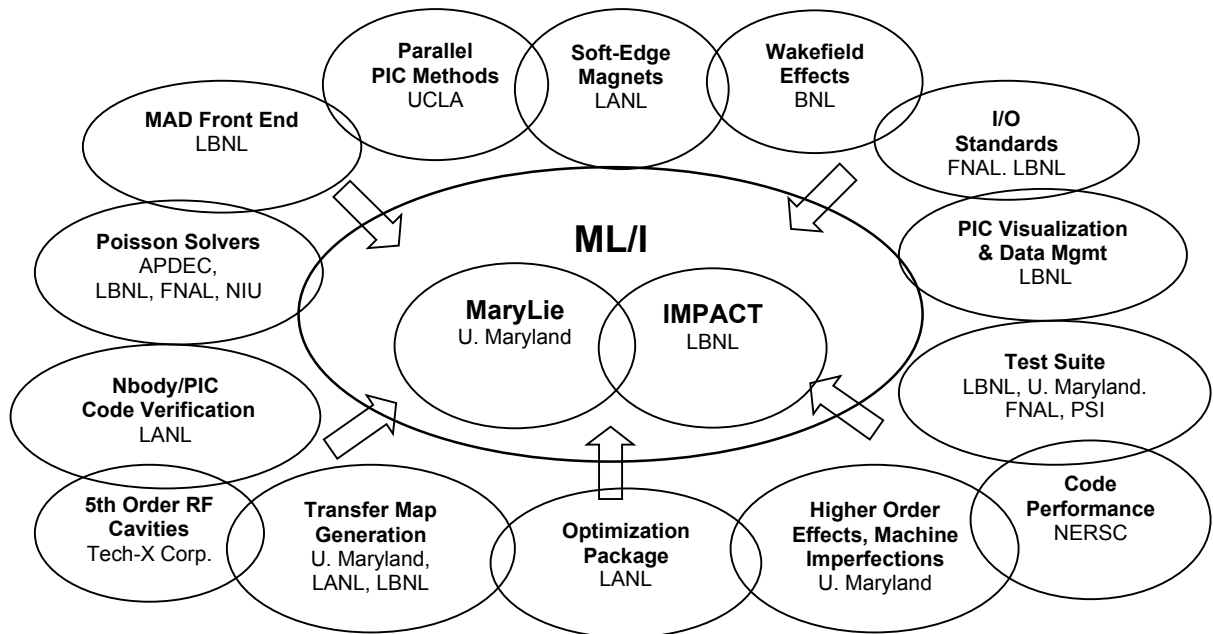 Parallel
PIC Methods
UCLA
Soft-Edge
Magnets
LANL
Wakefield
Effects
BNL
MAD Front End
LBNL
I/O
Standards
FNAL. LBNL
Poisson Solvers
APDEC,
LBNL, FNAL, NIU
ML/I
PIC Visualization
& Data Mgmt
LBNL
MaryLie
U. Maryland
IMPACT
LBNL
Nbody/PIC
Code Verification
LANL
Test Suite
LBNL, U. Maryland.
FNAL, PSI
5th Order RF
Cavities
Tech-X Corp.
Transfer Map
Generation
U. Maryland,
LANL, LBNL
Optimization
Package
LANL
Higher Order
Effects, Machine
Imperfections
U. Maryland
Code
Performance
NERSC